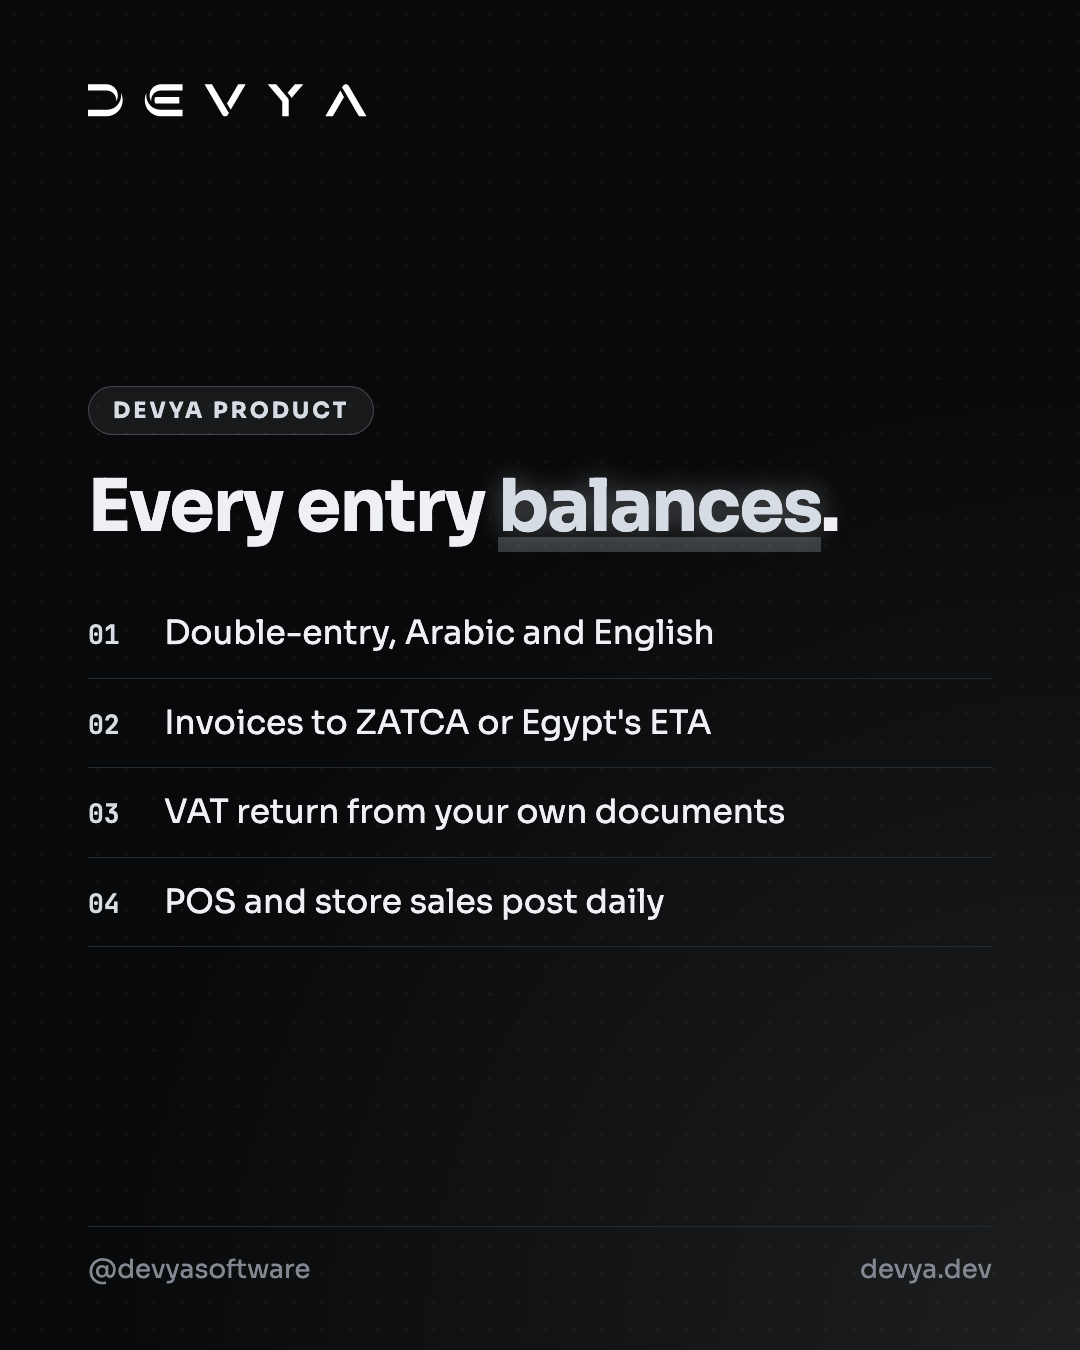 DEVYA
DEVYA PRODUCT
Every entry balances.
01 Double-entry, Arabic and English
02 Invoices to ZATCA or Egypt's ETA
03 VAT return from your own documents
04 POS and store sales post daily
@devyasoftware
devya.dev